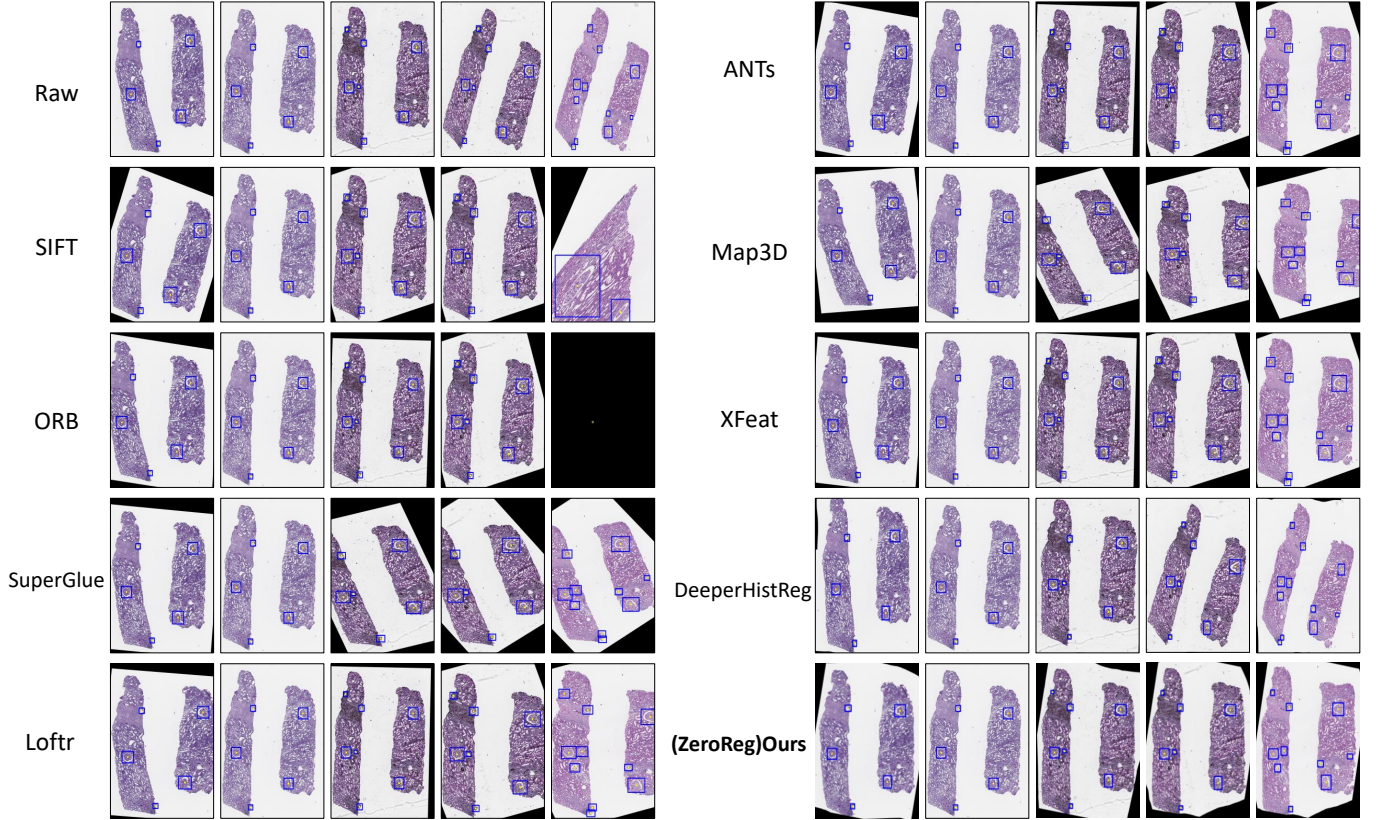 Raw
ANTs
SIFT
Map3D
ORB
XFeat
SuperGlue
DeeperHistReg
Loftr
(ZeroReg)Ours